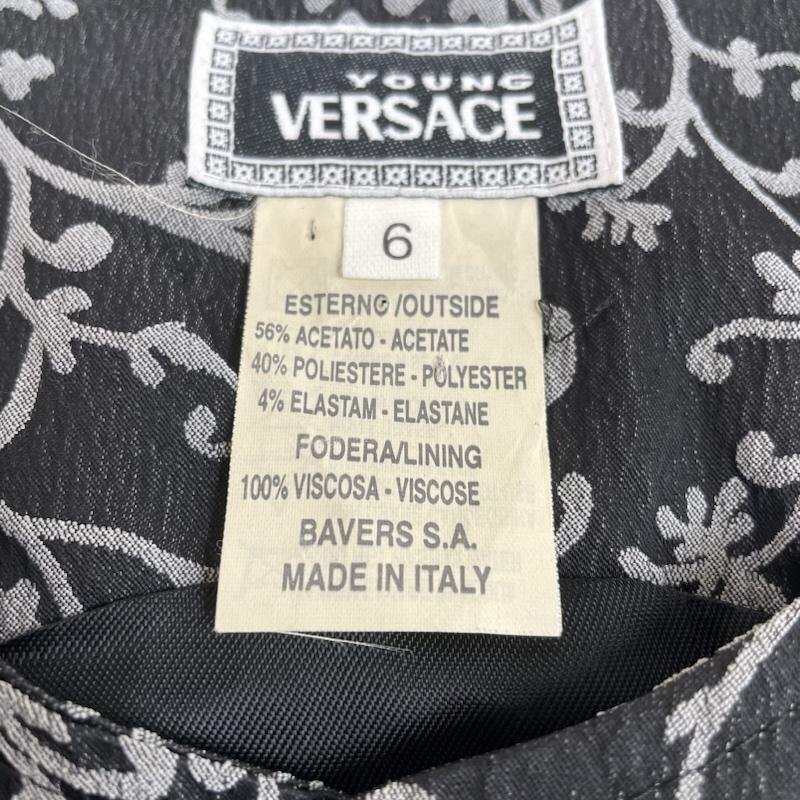 YOUNG
VERSACE
6
ESTERNO /OUTSIDE
56% ACETATO - ACETATE
40% POLIESTERE - POLYESTER
4% ELASTAM - ELASTANE
FODERA/LINING
100% VISCOSA - VISCOSE
BAVERS S.A.
MADE IN ITALY